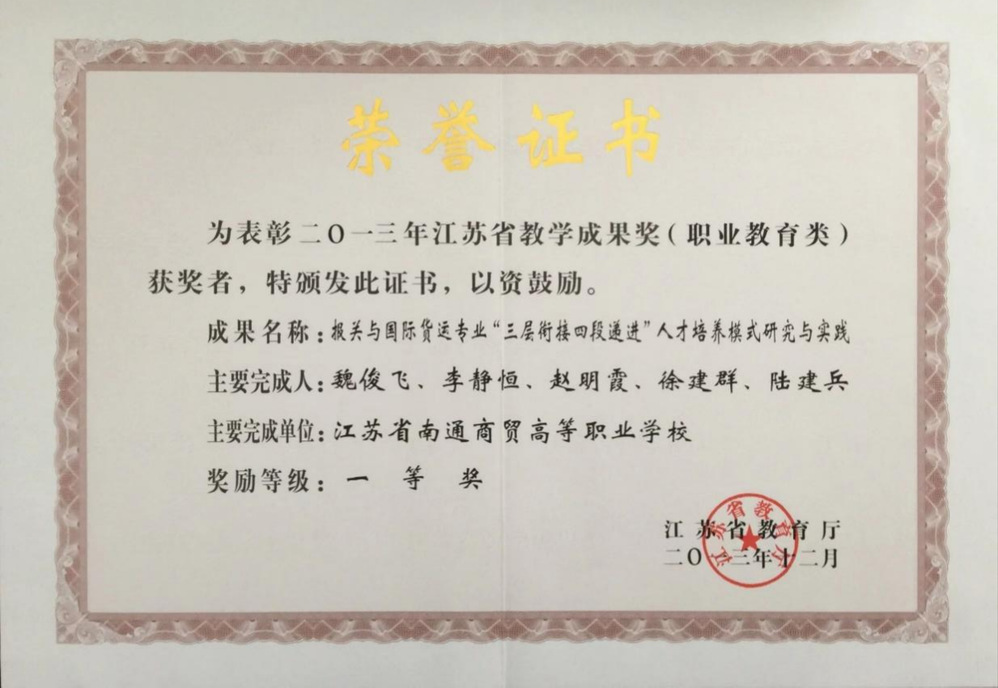 荣誉证书
为表彰二〇一三年江苏省教学成果奖(职业教育类)
获奖者，特颁发此证书，以资鼓励。
成果名称：报关与国际货运专业“三层衔接四段递进”人才培养模式研究与实践
主要完成人：魏俊飞、李静恒、赵明霞、徐建群、陆建兵
主要完成单位：江苏省南通商贸高等职业学校
奖励等级：一等奖
江苏省教育厅
二〇一三年十二月
江苏省教育厅